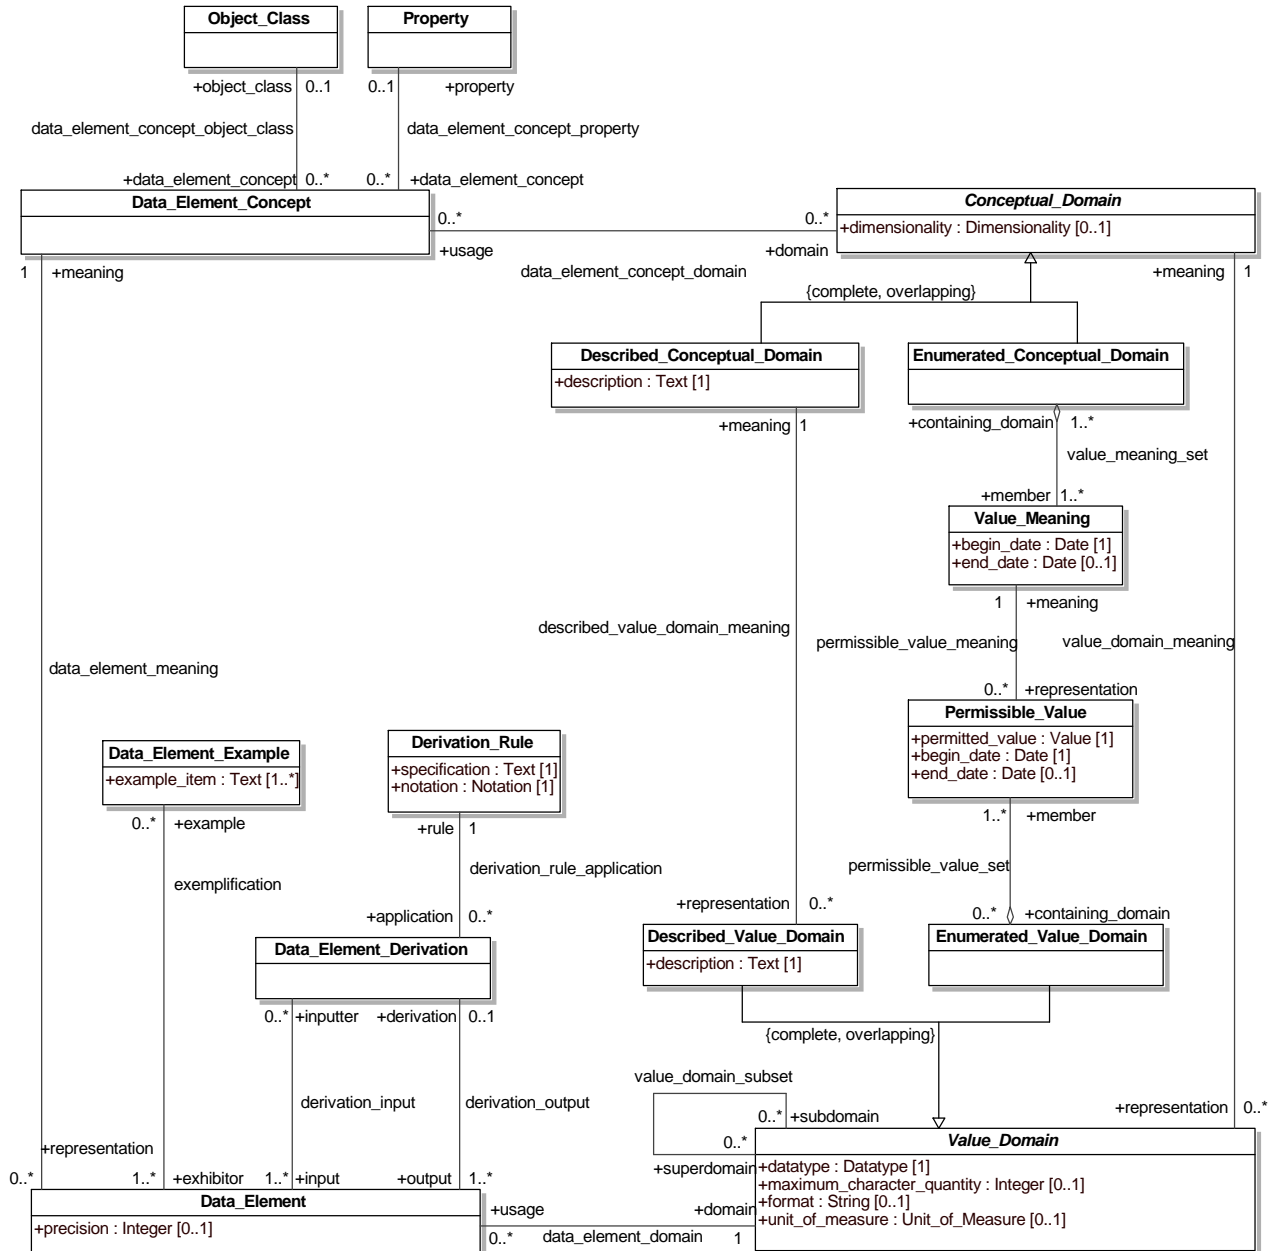 Object_Class
Property
+object_class 0..1
0..1 +property
data_element_concept_object_class
data_element_concept_property
+data_element_concept 0..*
0..* +data_element_concept
Data_Element_Concept
Conceptual_Domain
+dimensionality : Dimensionality [0..1]
0..*
0..*
+usage
+domain
data_element_concept_domain
1 +meaning
+meaning 1
{complete, overlapping}
Described_Conceptual_Domain
+description : Text [1]
Enumerated_Conceptual_Domain
+meaning 1
+containing_domain 1..*
value_meaning_set
+member 1..*
Value_Meaning
+begin_date : Date [1]
+end_date : Date [0..1]
1 +meaning
described_value_domain_meaning
permissible_value_meaning
value_domain_meaning
data_element_meaning
0..* +representation
Permissible_Value
+permitted_value : Value [1]
+begin_date : Date [1]
+end_date : Date [0..1]
Data_Element_Example
+example_item : Text [1..*]
Derivation_Rule
+specification : Text [1]
+notation : Notation [1]
0..* +example
+rule 1
1..* +member
exemplification
derivation_rule_application
permissible_value_set
+application 0..*
+representation 0..*
0..* +containing_domain
Data_Element_Derivation
Described_Value_Domain
+description : Text [1]
Enumerated_Value_Domain
0..* +inputter
+derivation 0..1
{complete, overlapping}
value_domain_subset
derivation_input
derivation_output
0..* +subdomain
+representation 0..*
0..*
+superdomain
Value_Domain
+datatype : Datatype [1]
+maximum_character_quantity : Integer [0..1]
+format : String [0..1]
+unit_of_measure : Unit_of_Measure [0..1]
+representation
0..*
1..* +exhibitor
1..* +input
+output 1..*
Data_Element
+precision : Integer [0..1]
+usage
+domain
0..*
data_element_domain
1